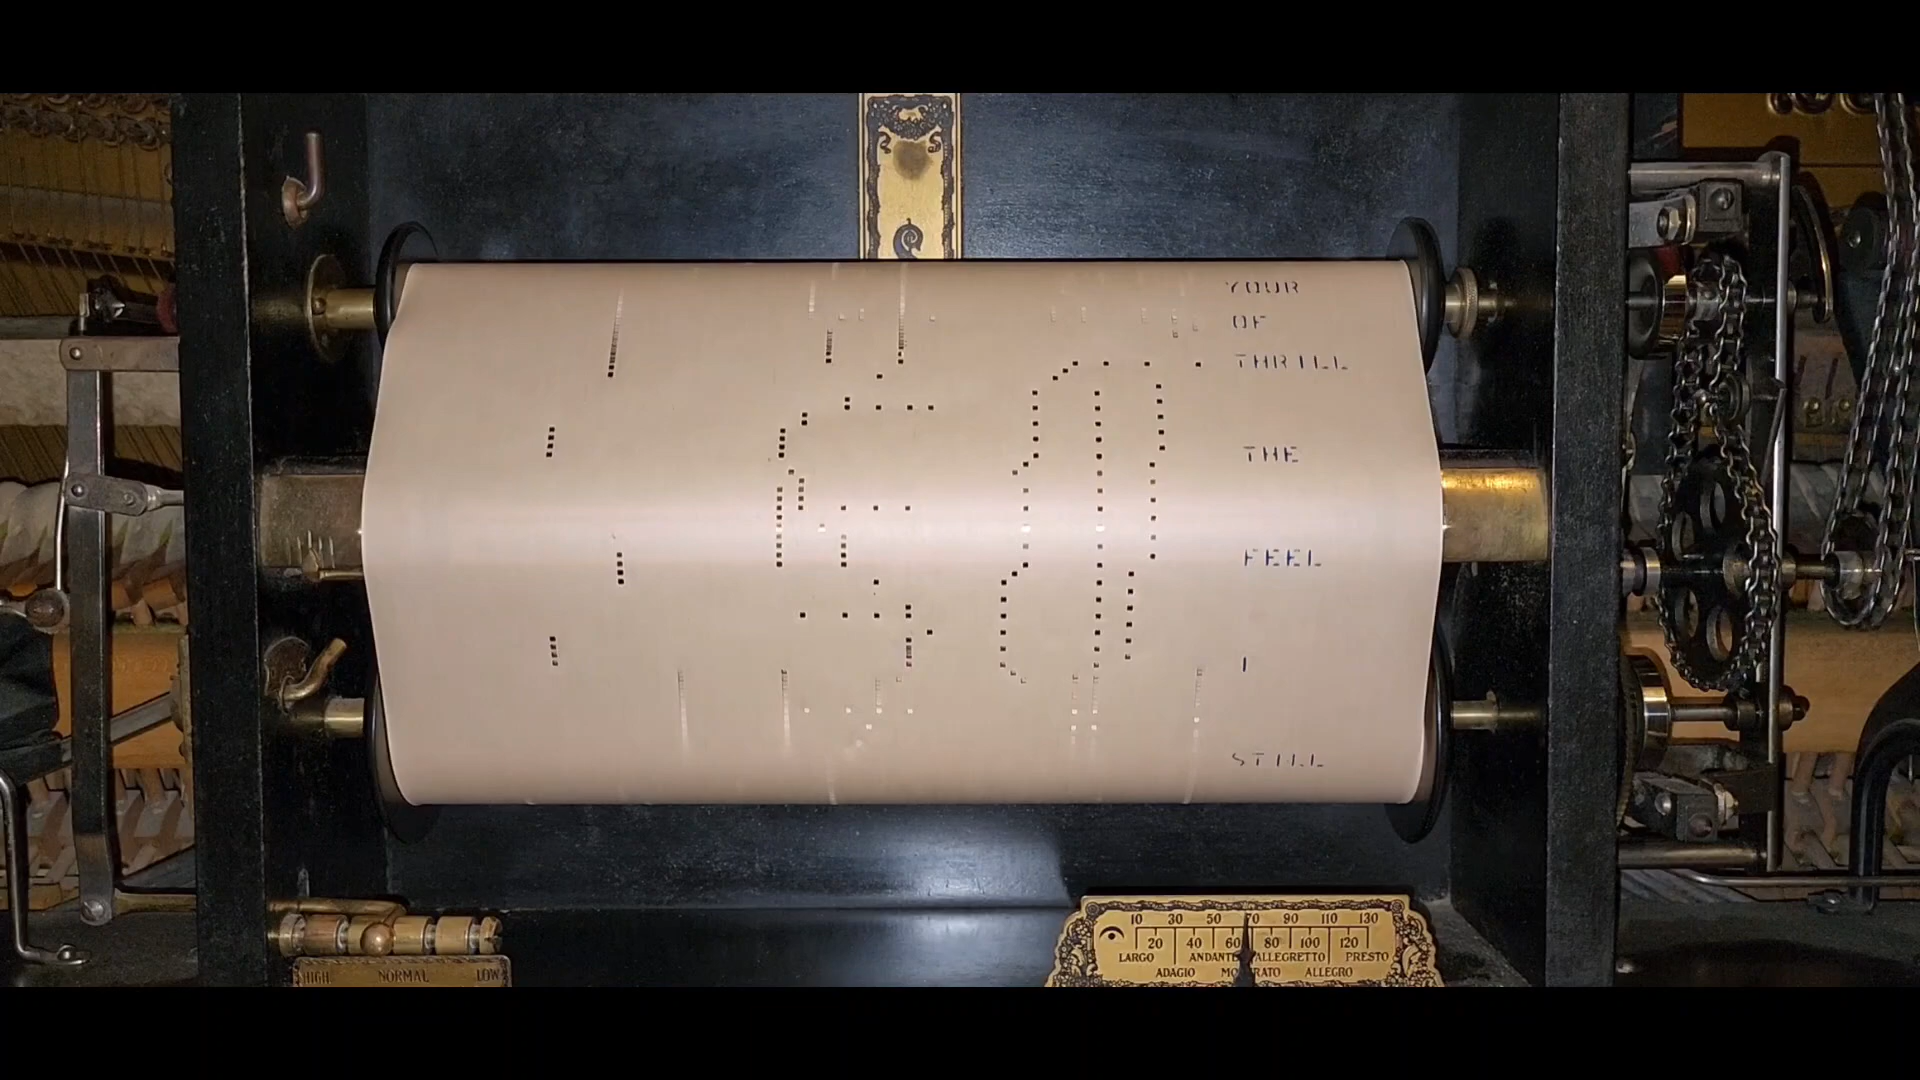 YOUR
OF
THRILL
THE
FEEL
I
STILL
10 30 50 70 90 110 130
20 40 60 80 100 120
LARGO ANDANTE ALLEGRETTO PRESTO
ADAGIO ALLEGRO
HIGH NORMAL LOW